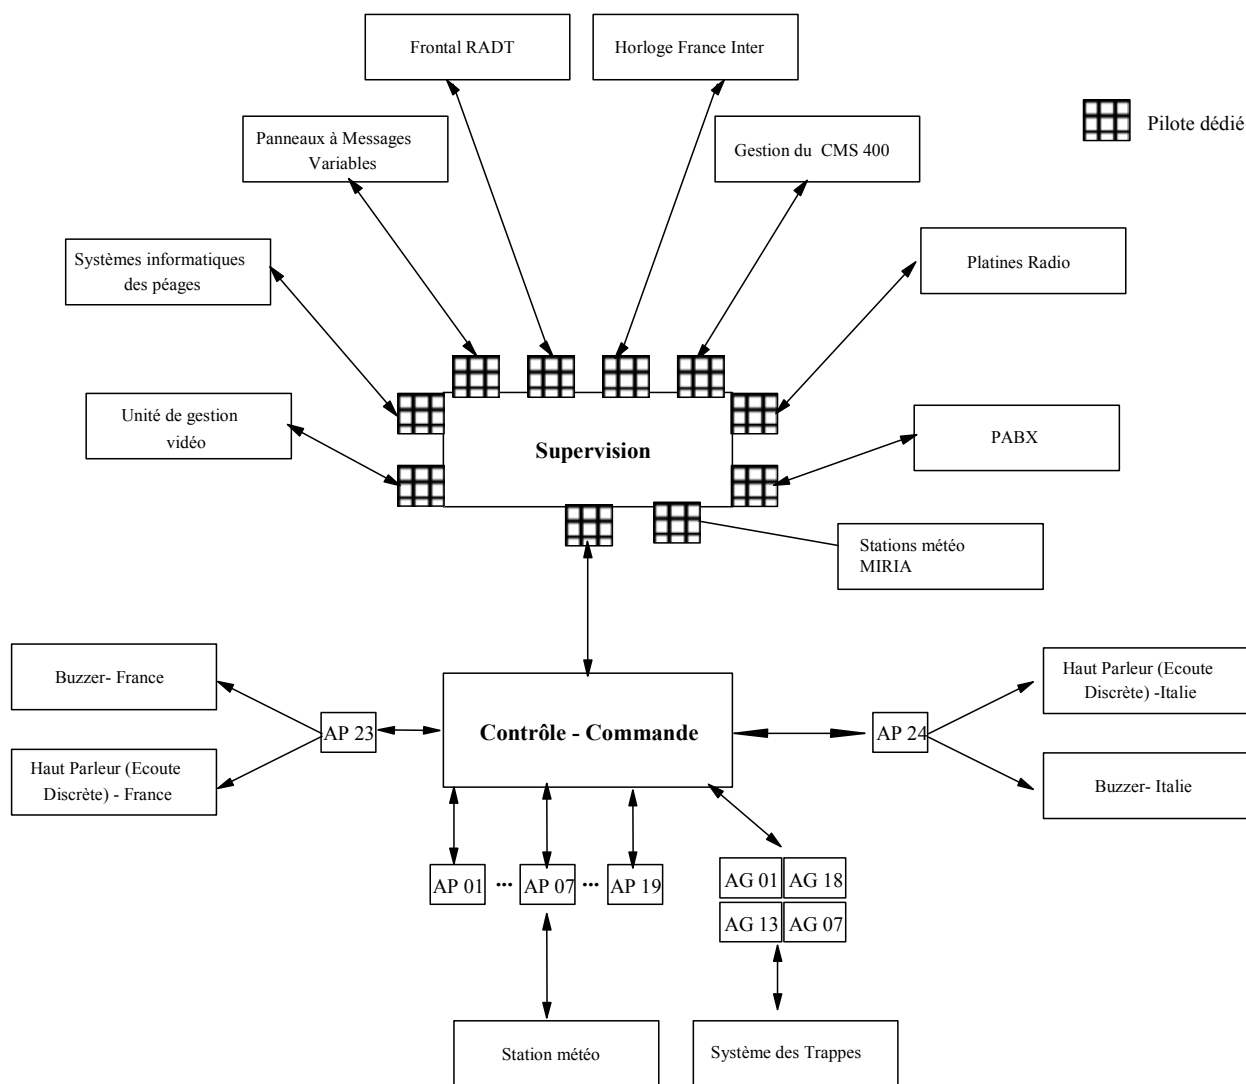 Frontal RADT
Horloge France Inter
Panneaux à Messages
Variables
Gestion du CMS 400
Pilote dédié
Systèmes informatiques
des péages
Platines Radio
Unité de gestion
vidéo
Supervision
PABX
Stations météo
MIRIA
Buzzer- France
Haut Parleur (Ecoute
Discrète) - France
AP 23
Contrôle - Commande
AP 24
Haut Parleur (Ecoute
Discrète) -Italie
Buzzer- Italie
AP 01 ... AP 07 ... AP 19
AG 01 AG 18
AG 13 AG 07
Station météo
Système des Trappes